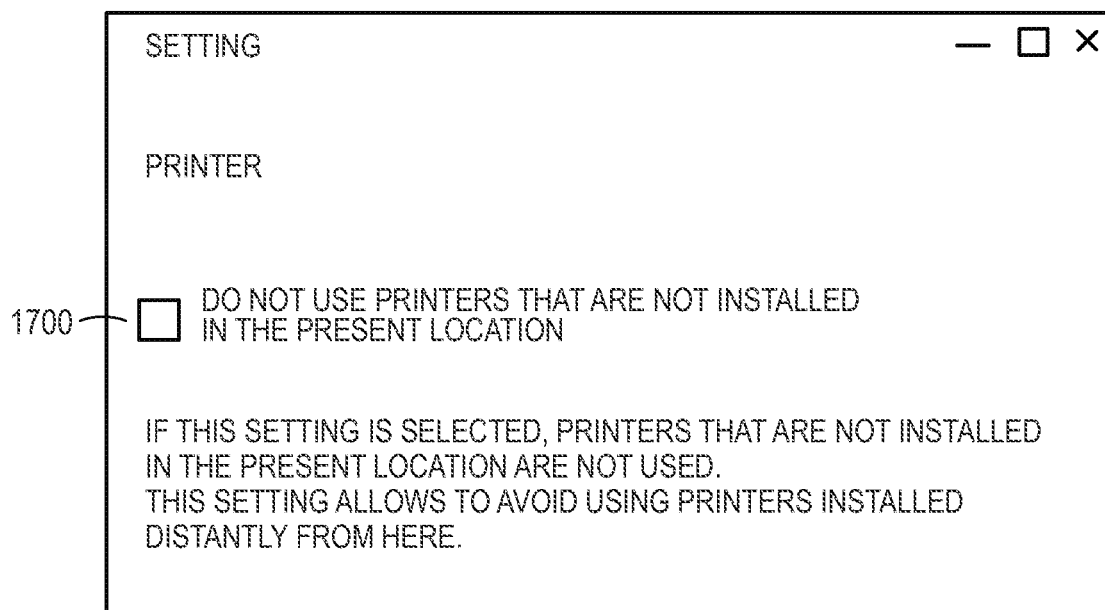 SETTING
PRINTER
1700
DO NOT USE PRINTERS THAT ARE NOT INSTALLED
IN THE PRESENT LOCATION
IF THIS SETTING IS SELECTED, PRINTERS THAT ARE NOT INSTALLED
IN THE PRESENT LOCATION ARE NOT USED.
THIS SETTING ALLOWS TO AVOID USING PRINTERS INSTALLED
DISTANTLY FROM HERE.